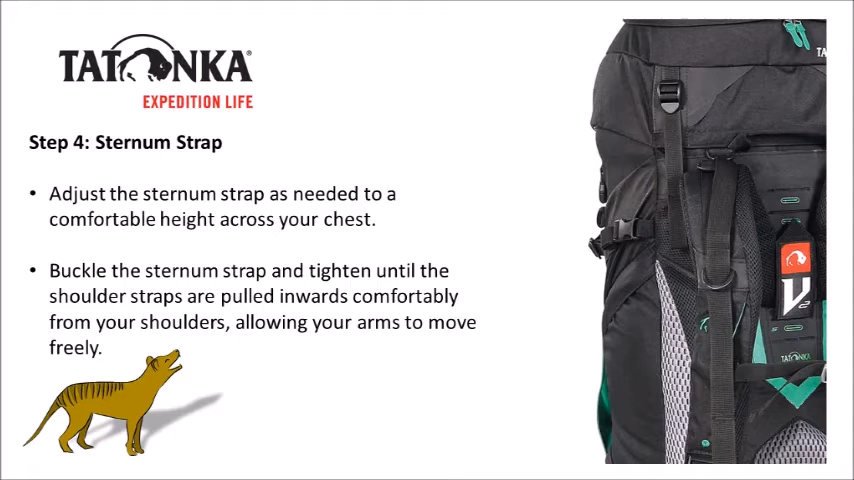 TATONKA
EXPEDITION LIFE
Step 4: Sternum Strap
• Adjust the sternum strap as needed to a
comfortable height across your chest.
• Buckle the sternum strap and tighten until the
shoulder straps are pulled inwards comfortably
from your shoulders, allowing your arms to move
freely.
TA
V2
TATONKA